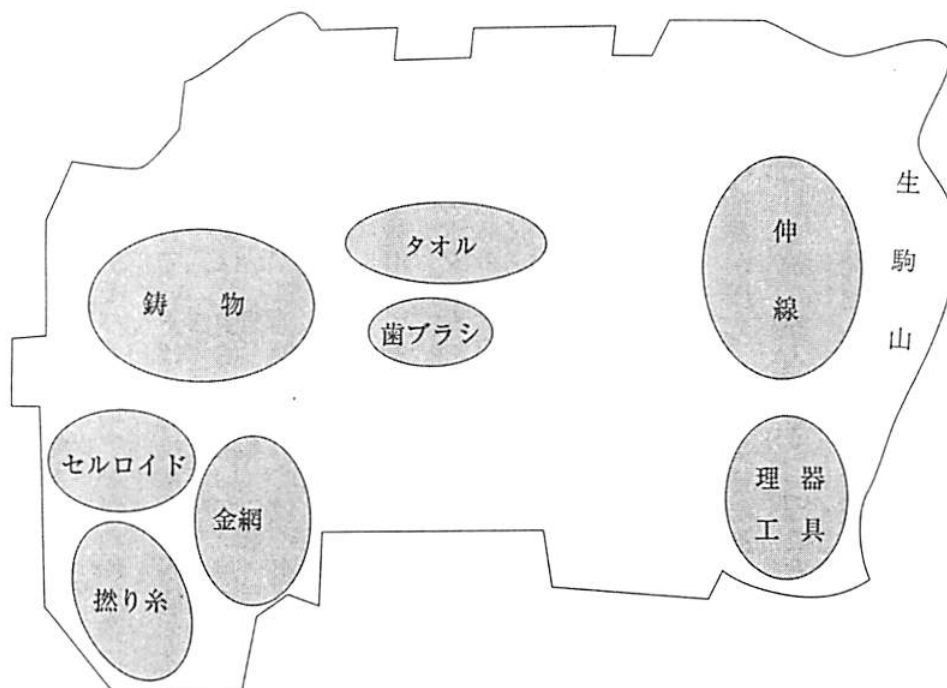 タオル
鋳物
歯ブラシ
伸線
生駒山
セルロイド
金網
撚り糸
理器
工具